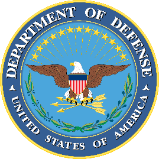 DEPARTMENT OF DEFENSE
UNITED STATES OF AMERICA